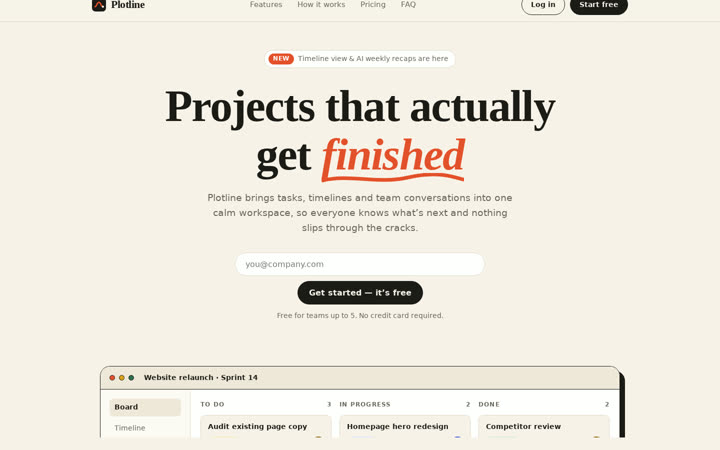 Plotline
Features
How it works
Pricing
FAQ
Log in
Start free
NEW Timeline view & AI weekly recaps are here
Projects that actually
get finished
Plotline brings tasks, timelines and team conversations into one
calm workspace, so everyone knows what’s next and nothing
slips through the cracks.
you@company.com
Get started — it’s free
Free for teams up to 5. No credit card required.
Website relaunch · Sprint 14
Board
Timeline
TO DO 3
Audit existing page copy
IN PROGRESS 2
Homepage hero redesign
DONE 2
Competitor review